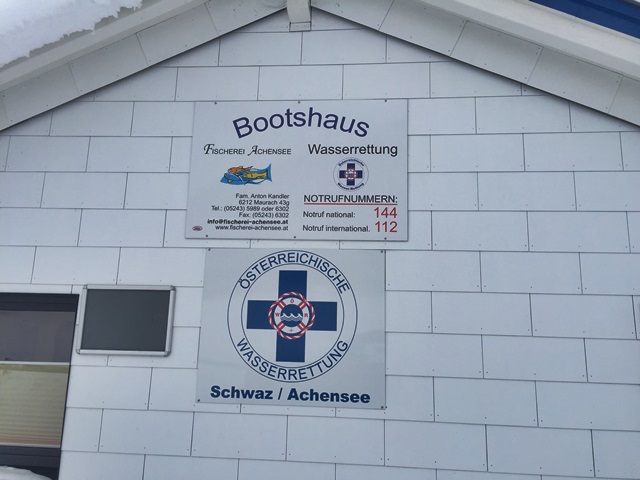 Bootshaus
FISCHEREI ACHENSEE
Wasserrettung
Fam. Anton Kandler
6212 Maurach 43g
Tel.: (05243) 5989 oder 6302
Fax: (05243) 6302
info@fischerei-achensee.at
www.fischerei-achensee.at
NOTRUFNUMMERN:
Notruf national: 144
Notruf international. 112
ÖSTERREICHISCHE
WASSERRETTUNG
Schwaz / Achensee